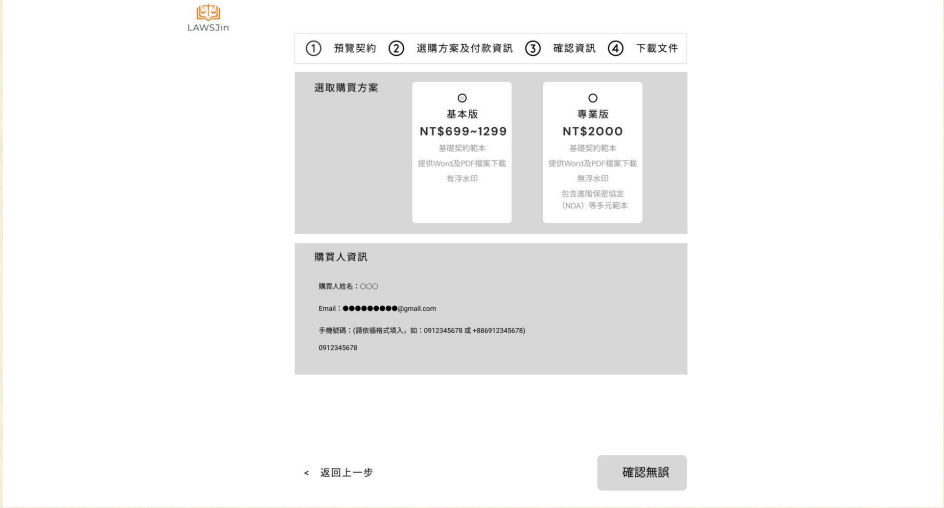 LAWSJin
① 預覽契約 ② 選購方案及付款資訊 ③ 確認資訊 ④ 下載文件
選取購買方案
基本版
NT$699~1299
基礎契約範本
提供Word及PDF檔案下載
有浮水印
專業版
NT$2000
基礎契約範本
提供Word及PDF檔案下載
無浮水印
包含進階保密協定
（NDA）等多元範本
購買人資訊
購買人姓名：○○○
Email：●●●●●●●●●@gmail.com
手機號碼：(請依循格式填入，如：0912345678 或 +886912345678)
0912345678
< 返回上一步
確認無誤